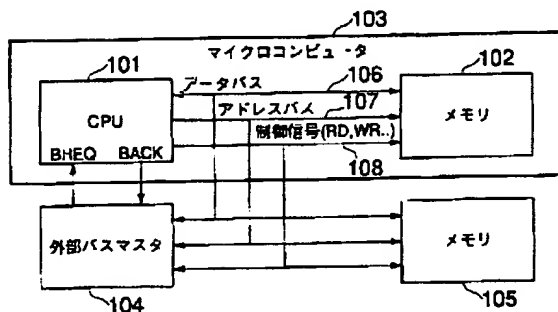 103
マイクロコンピュータ
101
102
データバス
106
アドレスバス
107
CPU
メモリ
制御信号(RD,WR..)
BHEQ BACK
108
外部バスマスタ
メモリ
104
105